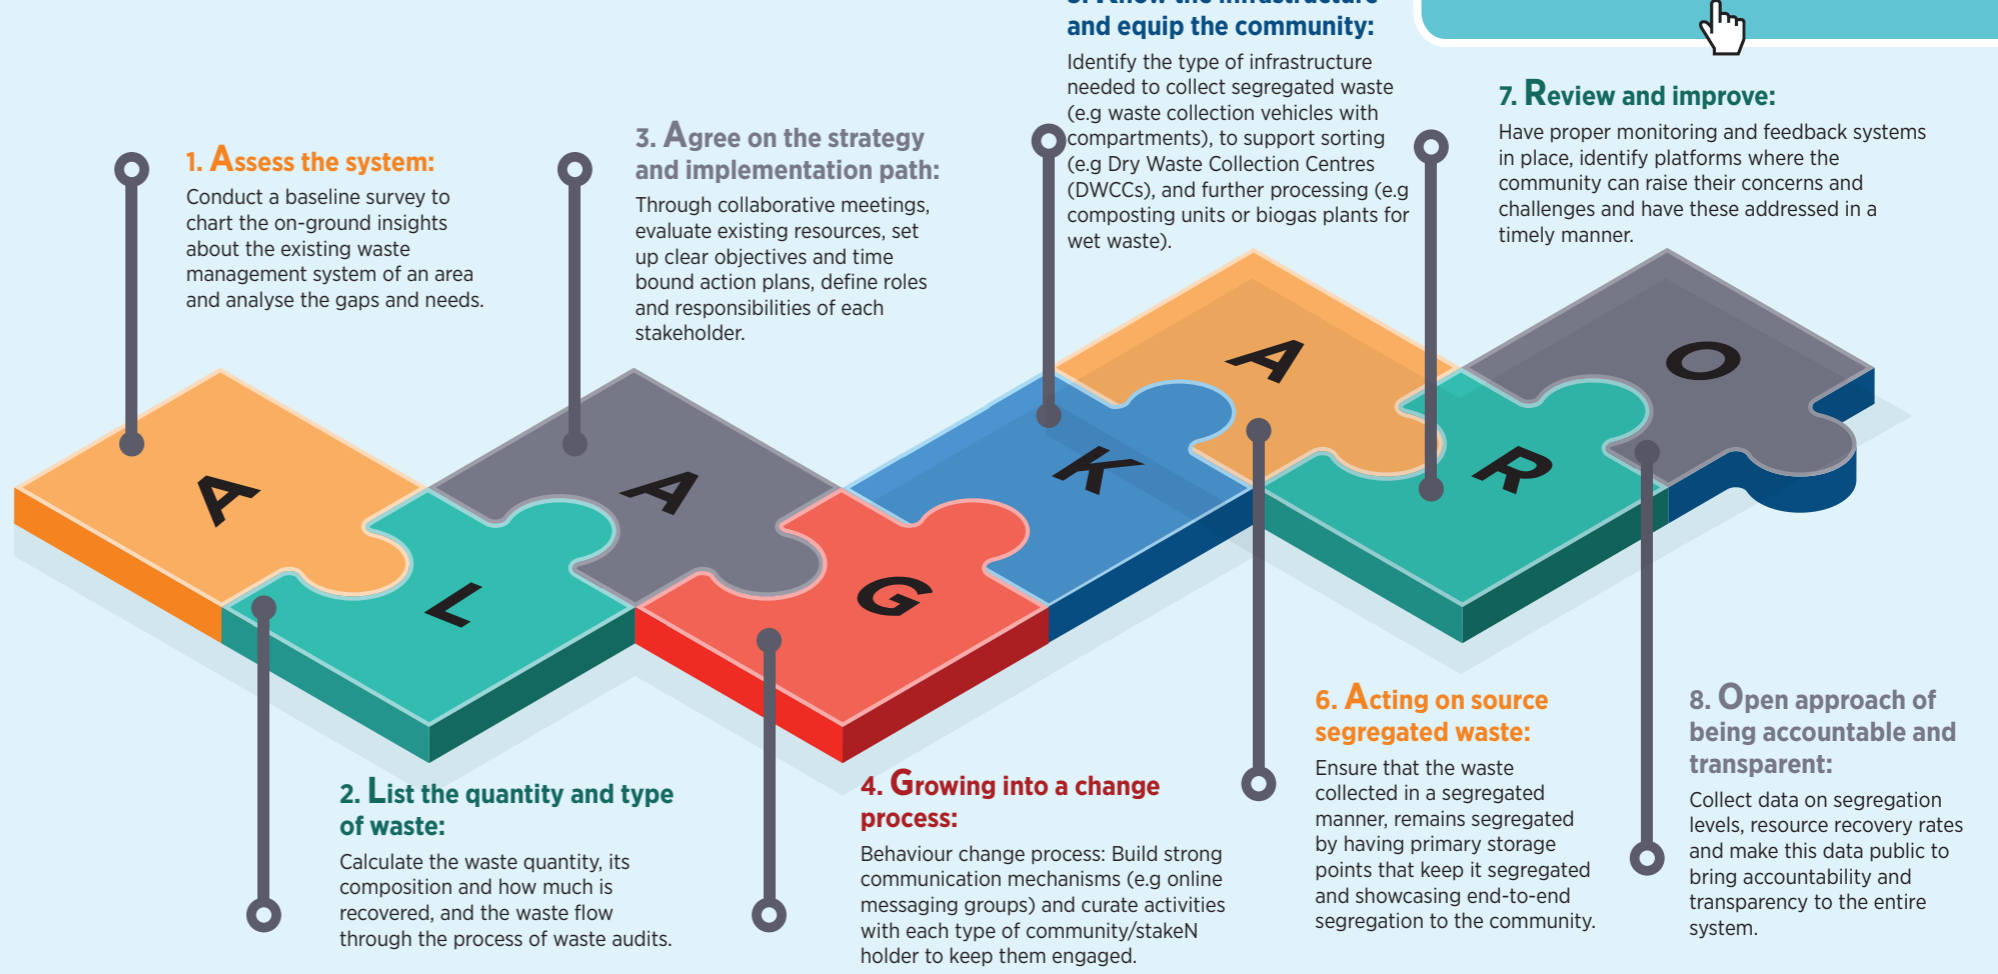 1. Assess the system:
Conduct a baseline survey to
chart the on-ground insights
about the existing waste
management system of an area
and analyse the gaps and needs.
2. List the quantity and type
of waste:
Calculate the waste quantity, its
composition and how much is
recovered, and the waste flow
through the process of waste audits.
3. Agree on the strategy
and implementation path:
Through collaborative meetings,
evaluate existing resources, set
up clear objectives and time
bound action plans, define roles
and responsibilities of each
stakeholder.
4. Growing into a change
process:
Behaviour change process: Build strong
communication mechanisms (e.g online
messaging groups) and curate activities
with each type of community/stakeN
holder to keep them engaged.
Know the infrastructure
and equip the community:
Identify the type of infrastructure
needed to collect segregated waste
(e.g waste collection vehicles with
compartments), to support sorting
(e.g Dry Waste Collection Centres
(DWCCs), and further processing (e.g
composting units or biogas plants for
wet waste).
6. Acting on source
segregated waste:
Ensure that the waste
collected in a segregated
manner, remains segregated
by having primary storage
points that keep it segregated
and showcasing end-to-end
segregation to the community.
7. Review and improve:
Have proper monitoring and feedback systems
in place, identify platforms where the
community can raise their concerns and
challenges and have these addressed in a
timely manner.
8. Open approach of
being accountable and
transparent:
Collect data on segregation
levels, resource recovery rates
and make this data public to
bring accountability and
transparency to the entire
system.
A
L
A
G
K
A
R
O